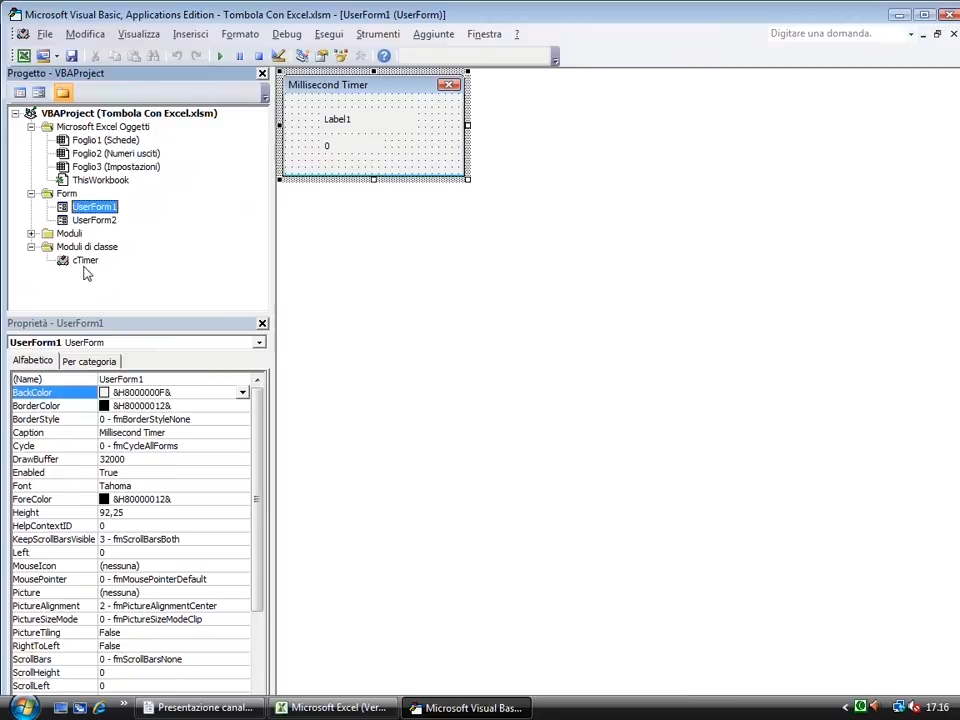 Microsoft Visual Basic, Applications Edition - Tombola Con Excel.xlsm - [UserForm1 (UserForm)]
File Modifica Visualizza Inserisci Formato Debug Esegui Strumenti Aggiunte Finestra ? Digitare una domanda.
Progetto - VBAProject
VBAProject (Tombola Con Excel.xlsm)
Microsoft Excel Oggetti
Foglio1 (Schede)
Foglio2 (Numeri usciti)
Foglio3 (Impostazioni)
ThisWorkbook
Form
UserForm1
UserForm2
Moduli
Moduli di classe
cTimer
Millisecond Timer
Label1
0
Proprietà - UserForm1
UserForm1 UserForm
Alfabetico Per categoria
(Name) UserForm1
BackColor &H8000000F&
BorderColor &H80000012&
BorderStyle 0 - fmBorderStyleNone
Caption Millisecond Timer
Cycle 0 - fmCycleAllForms
DrawBuffer 32000
Enabled True
Font Tahoma
ForeColor &H80000012&
Height 92,25
HelpContextID 0
KeepScrollBarsVisible 3 - fmScrollBarsBoth
Left 0
MouseIcon (nessuna)
MousePointer 0 - fmMousePointerDefault
Picture (nessuna)
PictureAlignment 2 - fmPictureAlignmentCenter
PictureSizeMode 0 - fmPictureSizeModeClip
PictureTiling False
RightToLeft False
ScrollBars 0 - fmScrollBarsNone
ScrollHeight 0
ScrollLeft 0
Presentazione canal... Microsoft Excel (Ver... Microsoft Visual Bas... 17.16